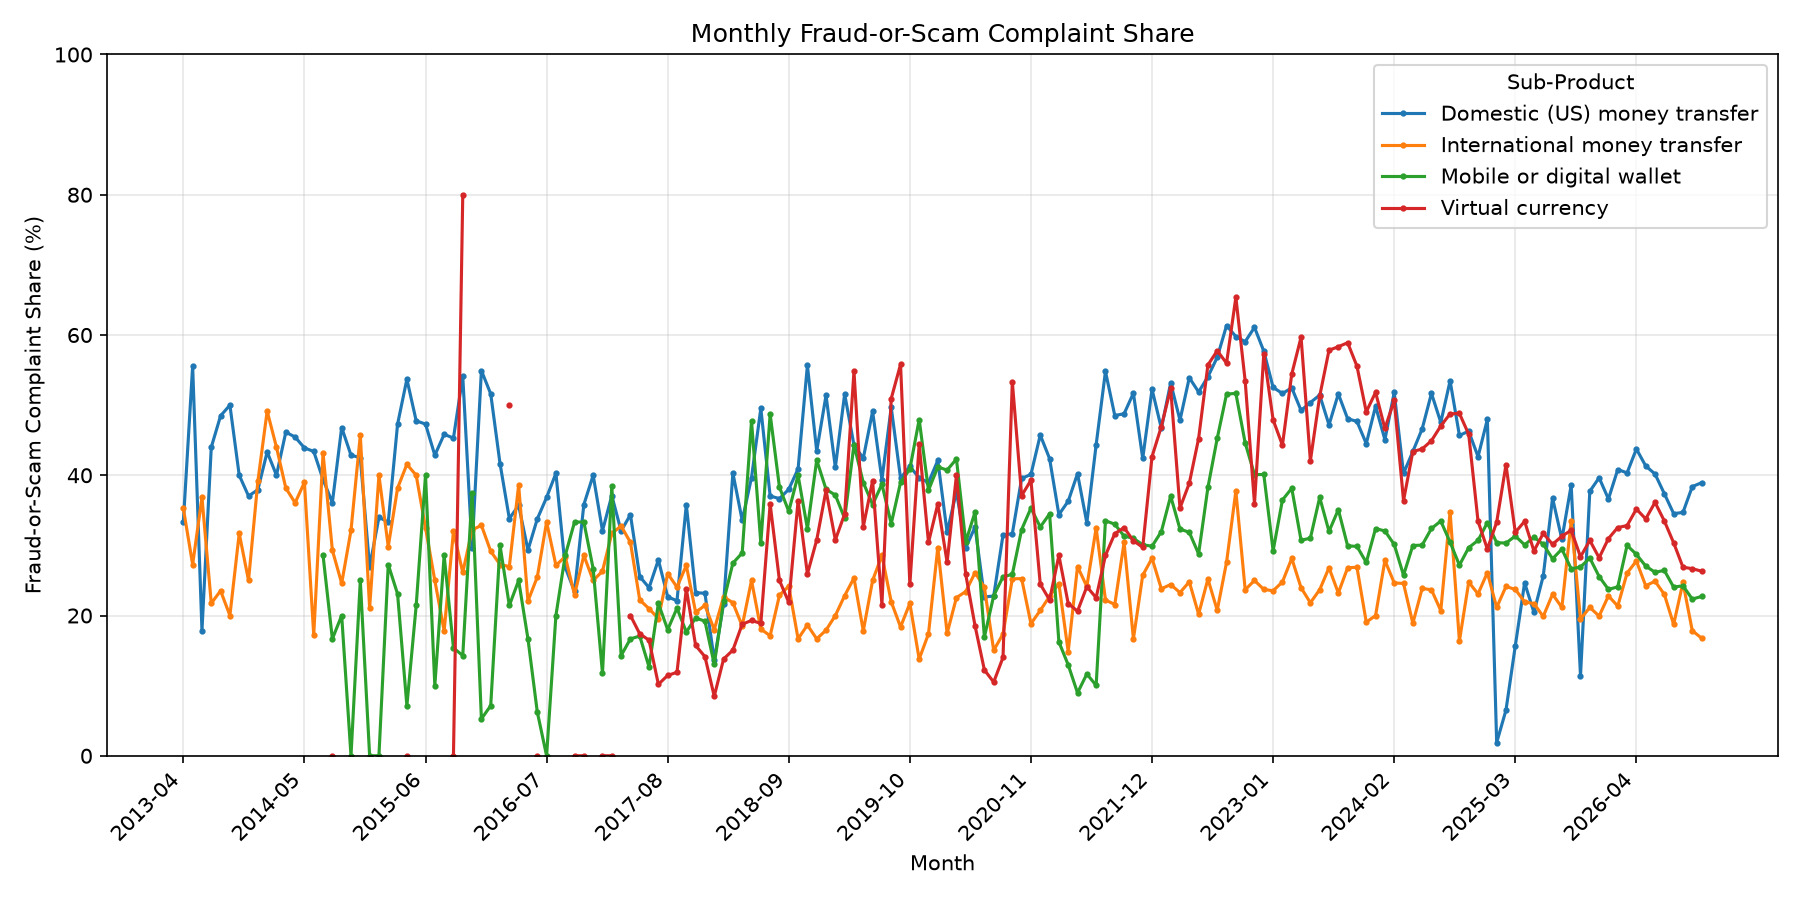 Monthly Fraud-or-Scam Complaint Share
Fraud-or-Scam Complaint Share (%)
100
80
60
40
20
0
Sub-Product
Domestic (US) money transfer
International money transfer
Mobile or digital wallet
Virtual currency
2013-04
2014-05
2015-06
2016-07
2017-08
2018-09
2019-10
2020-11
2021-12
2023-01
2024-02
2025-03
2026-04
Month